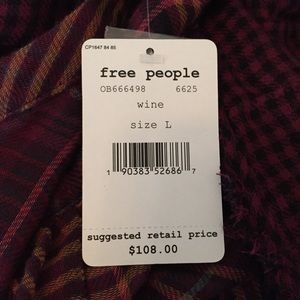 CP1647 84 85
free people
OB666498 6625
wine
size L
1 90383 52686 7
suggested retail price
$108.00